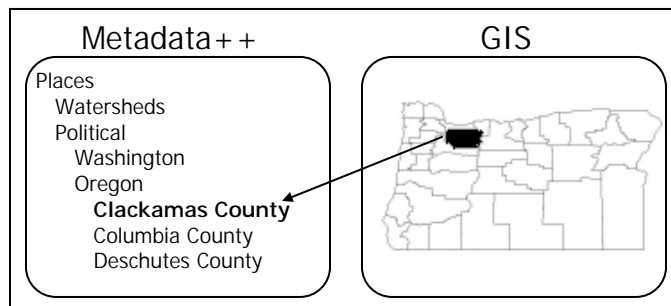 Metadata++
GIS
Places
Watersheds
Political
Washington
Oregon
Clackamas County
Columbia County
Deschutes County